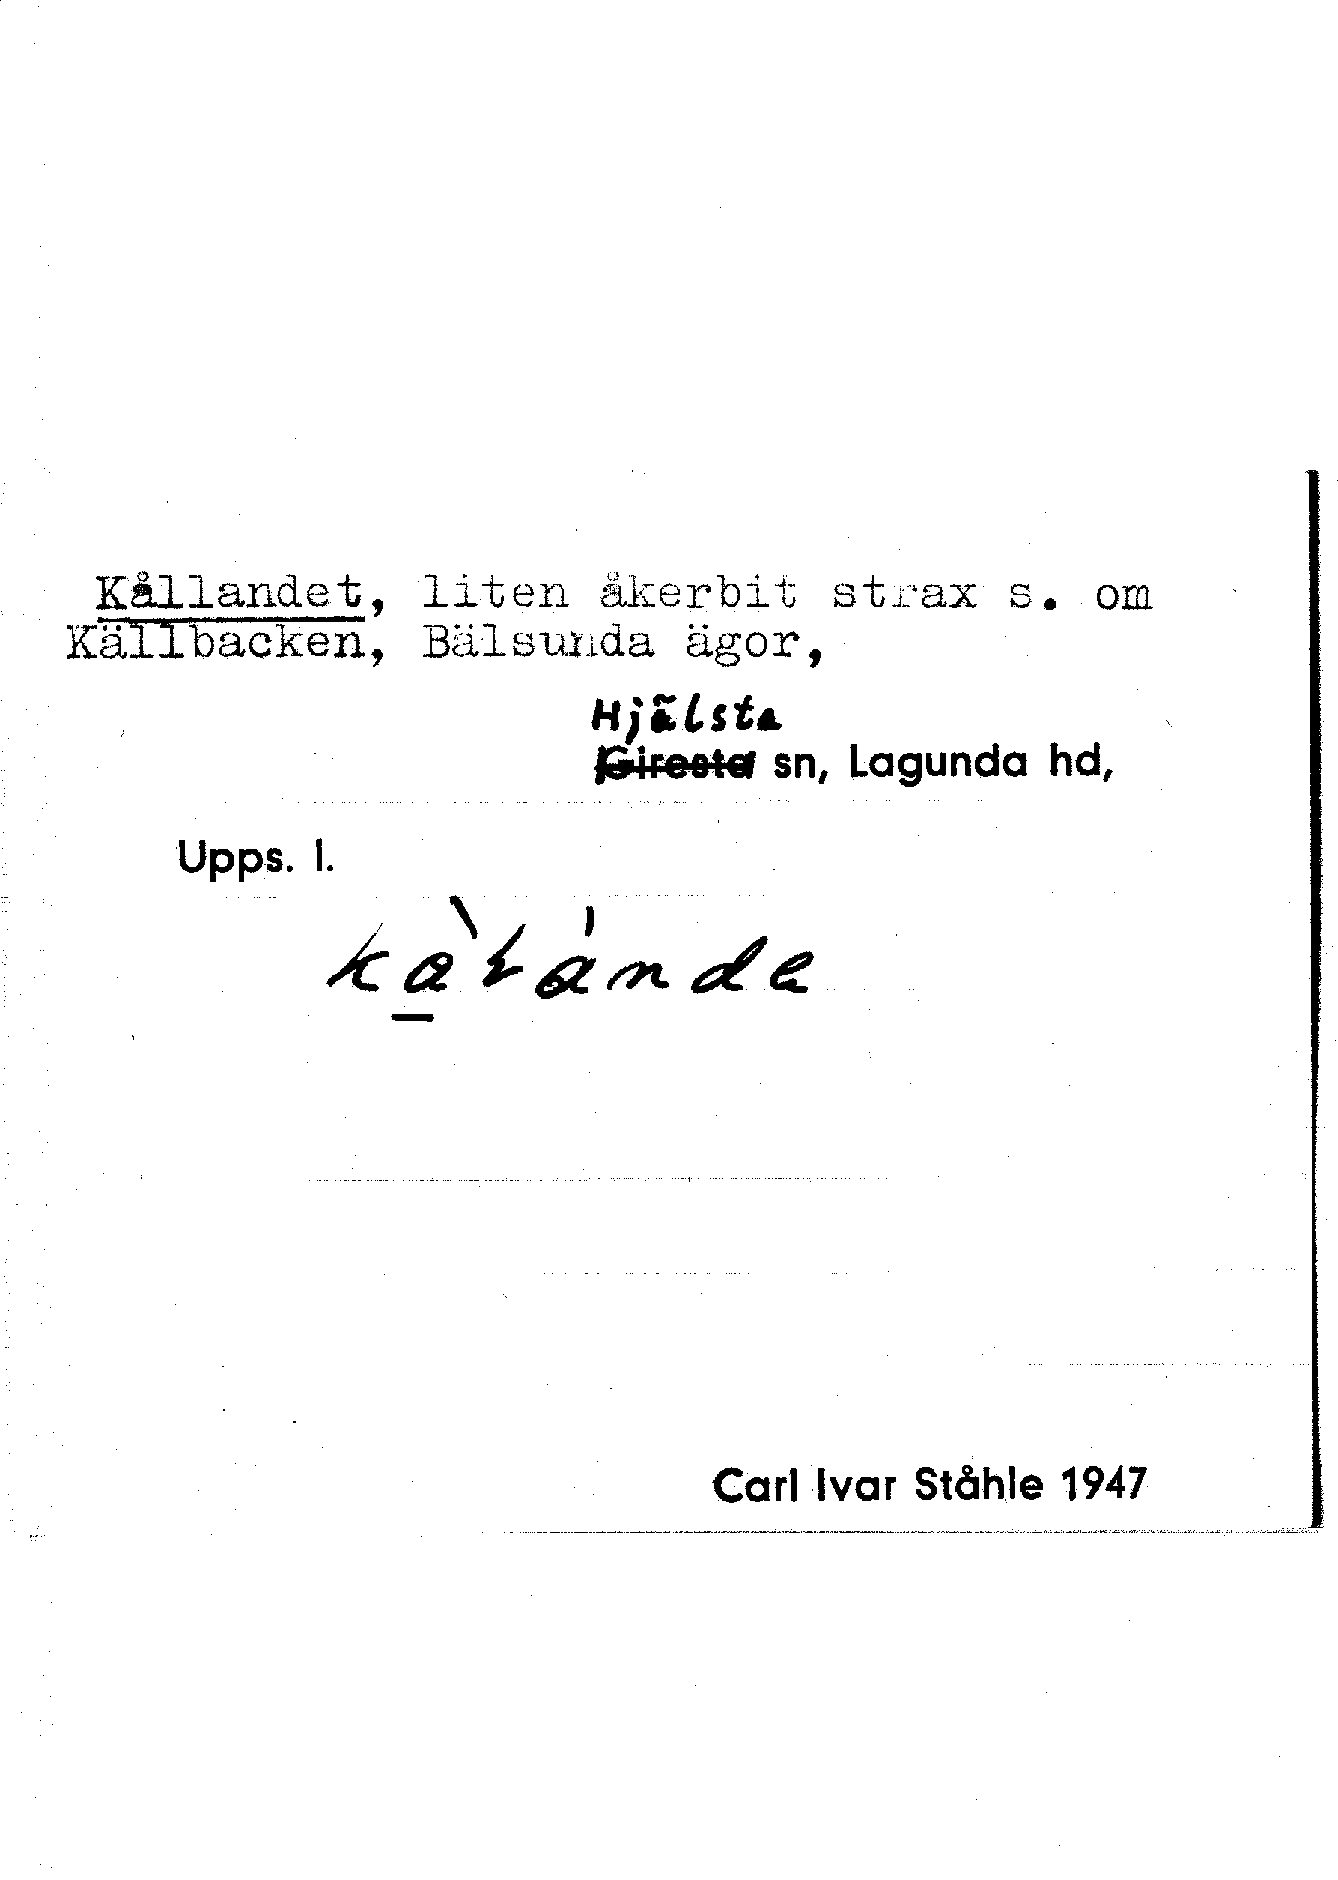 Kållandet, liten åkerbit strax s. om
Källbacken, Bälsunda ägor,
Hjälsta
Giresta sn, Lagunda hd,
Upps. l.
Carl Ivar Ståhle 1947